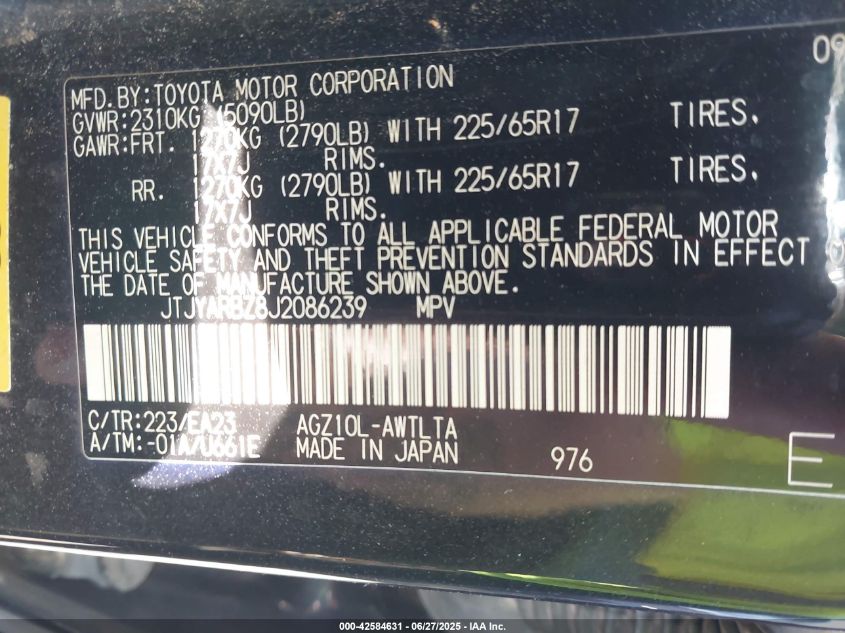 09
MFD.BY:TOYOTA MOTOR CORPORATION
GVWR:2310KG (5090LB)
GAWR:FRT. 1270KG (2790LB) WITH 225/65R17 TIRES,
17X7J RIMS.
RR. 1270KG (2790LB) WITH 225/65R17 TIRES,
17X7J RIMS.
THIS VEHICLE CONFORMS TO ALL APPLICABLE FEDERAL MOTOR
VEHICLE SAFETY AND THEFT PREVENTION STANDARDS IN EFFECT
THE DATE OF MANUFACTURE SHOWN ABOVE.
JTJYARBZ8J2086239 MPV
C/TR:223/EA23 AGZ10L-AWTLTA
A/TM:-01A/U661E MADE IN JAPAN 976 E
000-42584631 - 06/27/2025 - IAA Inc.